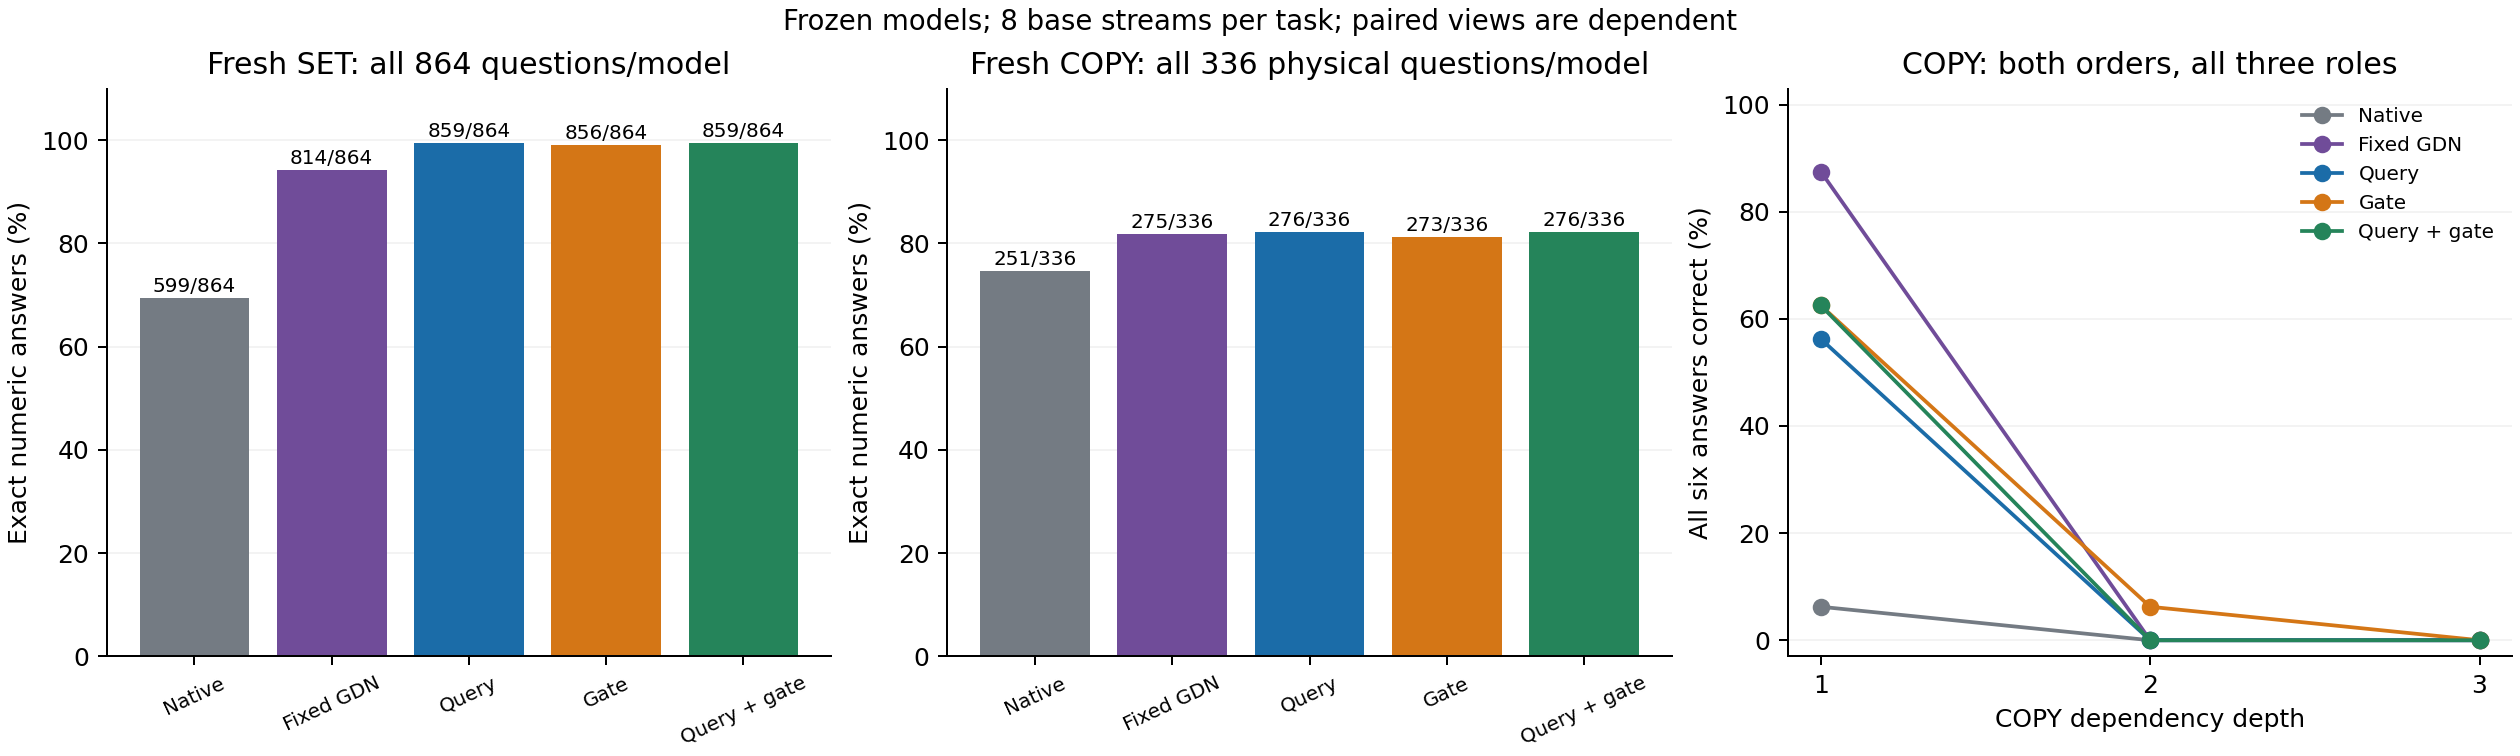 Frozen models; 8 base streams per task; paired views are dependent
Fresh SET: all 864 questions/model
Exact numeric answers (%)
100
80
60
40
20
0
599/864
814/864
859/864
856/864
859/864
Native
Fixed GDN
Query
Gate
Query + gate
Fresh COPY: all 336 physical questions/model
Exact numeric answers (%)
100
80
60
40
20
0
251/336
275/336
276/336
273/336
276/336
Native
Fixed GDN
Query
Gate
Query + gate
COPY: both orders, all three roles
All six answers correct (%)
100
80
60
40
20
0
Native
Fixed GDN
Query
Gate
Query + gate
1
2
3
COPY dependency depth